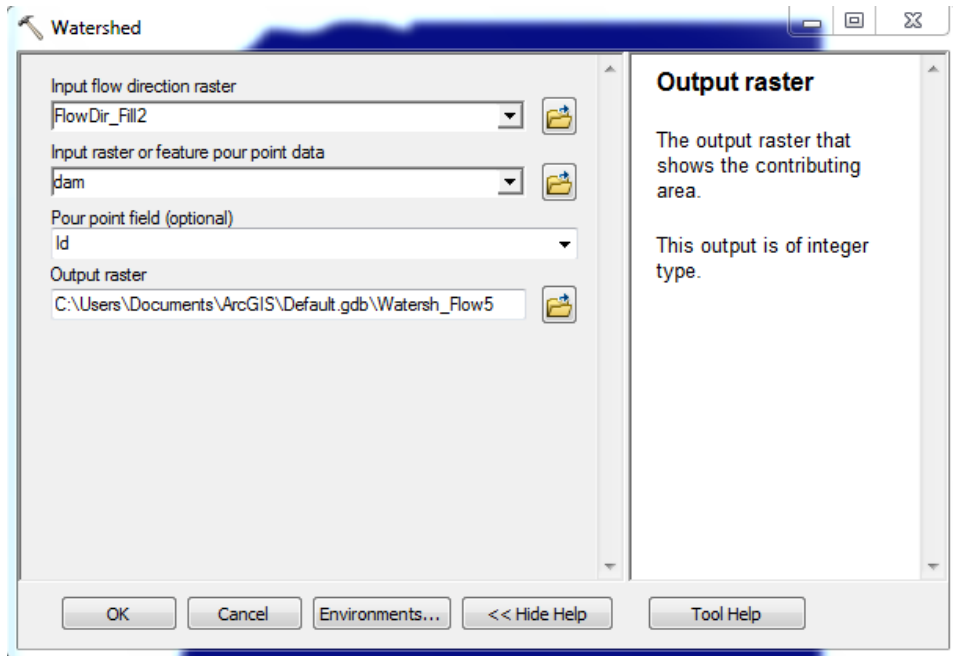 Watershed
Input flow direction raster
FlowDir_Fill2
Input raster or feature pour point data
dam
Pour point field (optional)
Id
Output raster
C:\Users\Documents\ArcGIS\Default.gdb\Watersh_Flow5
OK
Cancel
Environments...
<< Hide Help
Output raster
The output raster that
shows the contributing
area.
This output is of integer
type.
Tool Help